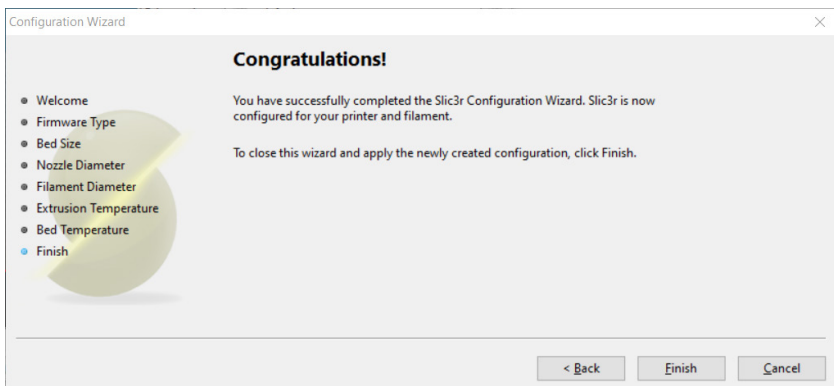 Configuration Wizard
Congratulations!
Welcome
Firmware Type
Bed Size
Nozzle Diameter
Filament Diameter
Extrusion Temperature
Bed Temperature
Finish
You have successfully completed the Slic3r Configuration Wizard. Slic3r is now
configured for your printer and filament.
To close this wizard and apply the newly created configuration, click Finish.
< Back
Finish
Cancel